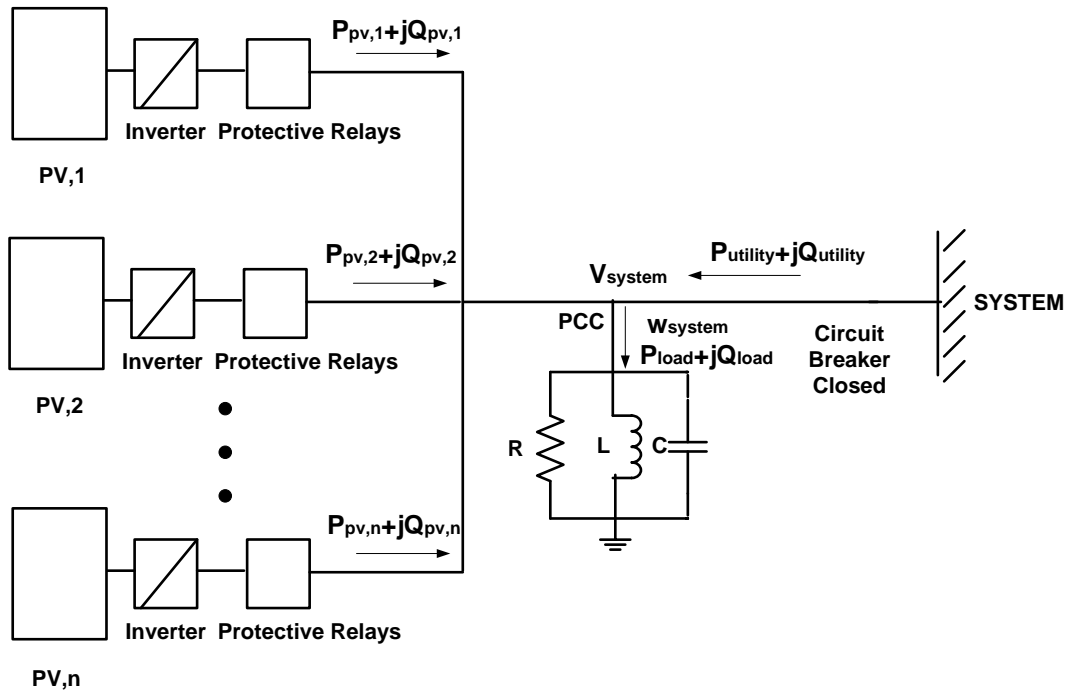 Ppv,1+jQpv,1
Inverter Protective Relays
PV,1
Ppv,2+jQpv,2
Inverter Protective Relays
PV,2
Vsystem
Putility+jQutility
SYSTEM
PCC
wsystem
Pload+jQload
Circuit
Breaker
Closed
R
L
C
Ppv,n+jQpv,n
Inverter Protective Relays
PV,n